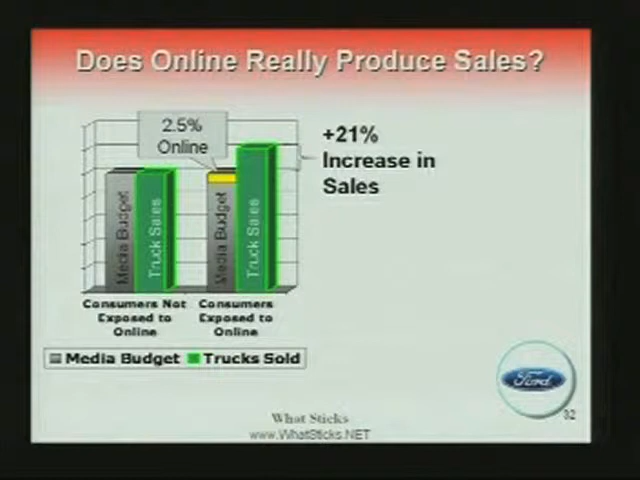 Does Online Really Produce Sales?
2.5%
Online
+21%
Increase in
Sales
Media Budget
Truck Sales
Media Budget
Truck Sales
Consumers Not
Exposed to
Online
Consumers
Exposed to
Online
Media Budget Trucks Sold
Ford
What Sticks
www.WhatSticks.NET